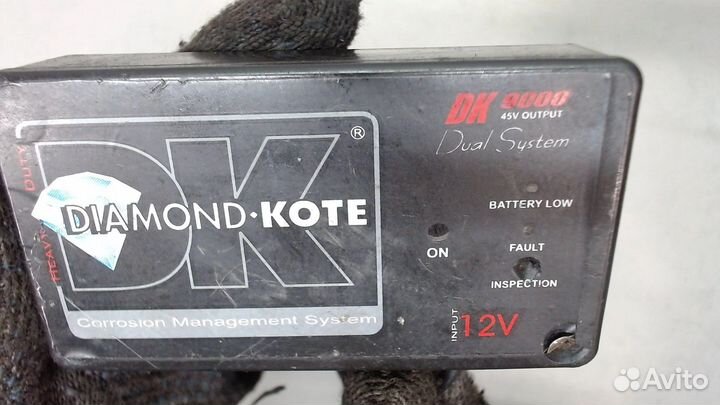 DK 9000
45V OUTPUT
Dual System
HEAVY DUTY
DK®
DIAMOND·KOTE
Corrosion Management System
BATTERY LOW
ON
FAULT
INSPECTION
INPUT 12V
Avito